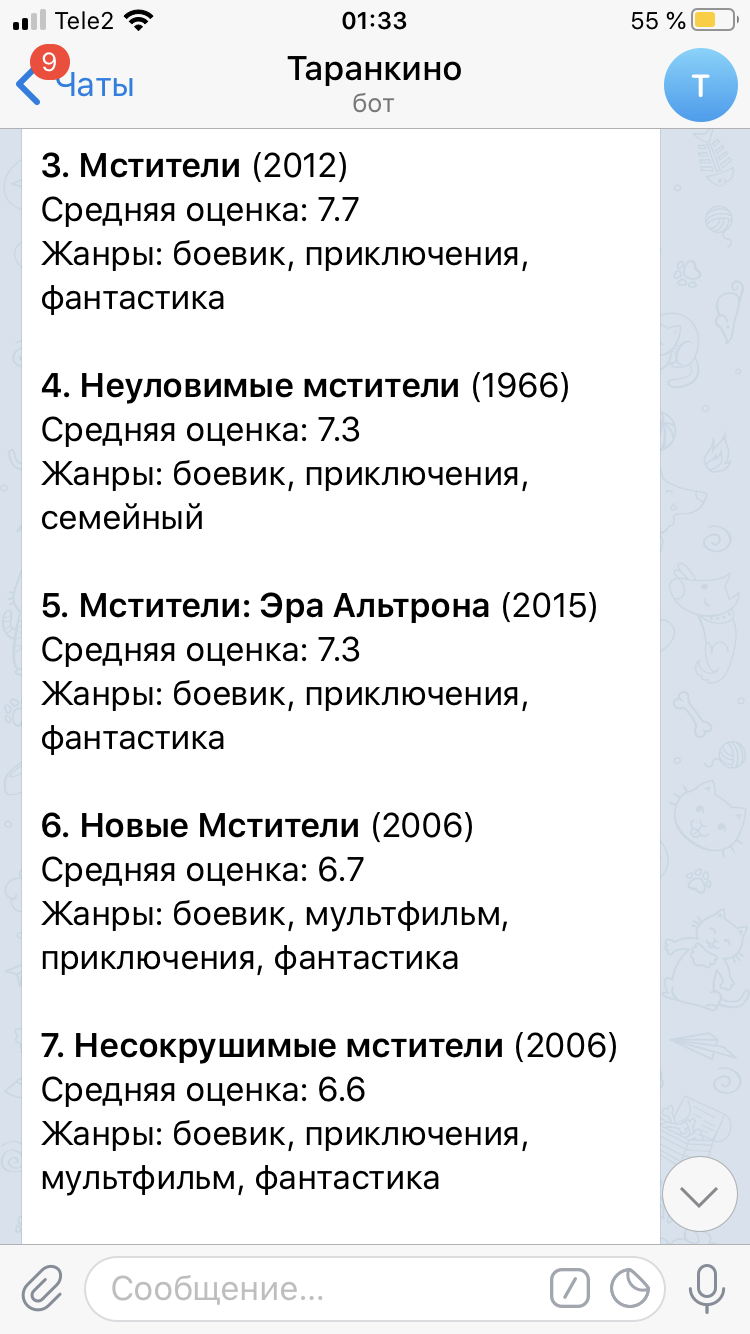 Tele2 01:33 55 %
9
Чаты
Таранкино
бот
Т
3. Мстители (2012)
Средняя оценка: 7.7
Жанры: боевик, приключения,
фантастика
4. Неуловимые мстители (1966)
Средняя оценка: 7.3
Жанры: боевик, приключения,
семейный
5. Мстители: Эра Альтрона (2015)
Средняя оценка: 7.3
Жанры: боевик, приключения,
фантастика
6. Новые Мстители (2006)
Средняя оценка: 6.7
Жанры: боевик, мультфильм,
приключения, фантастика
7. Несокрушимые мстители (2006)
Средняя оценка: 6.6
Жанры: боевик, приключения,
мультфильм, фантастика
Сообщение...